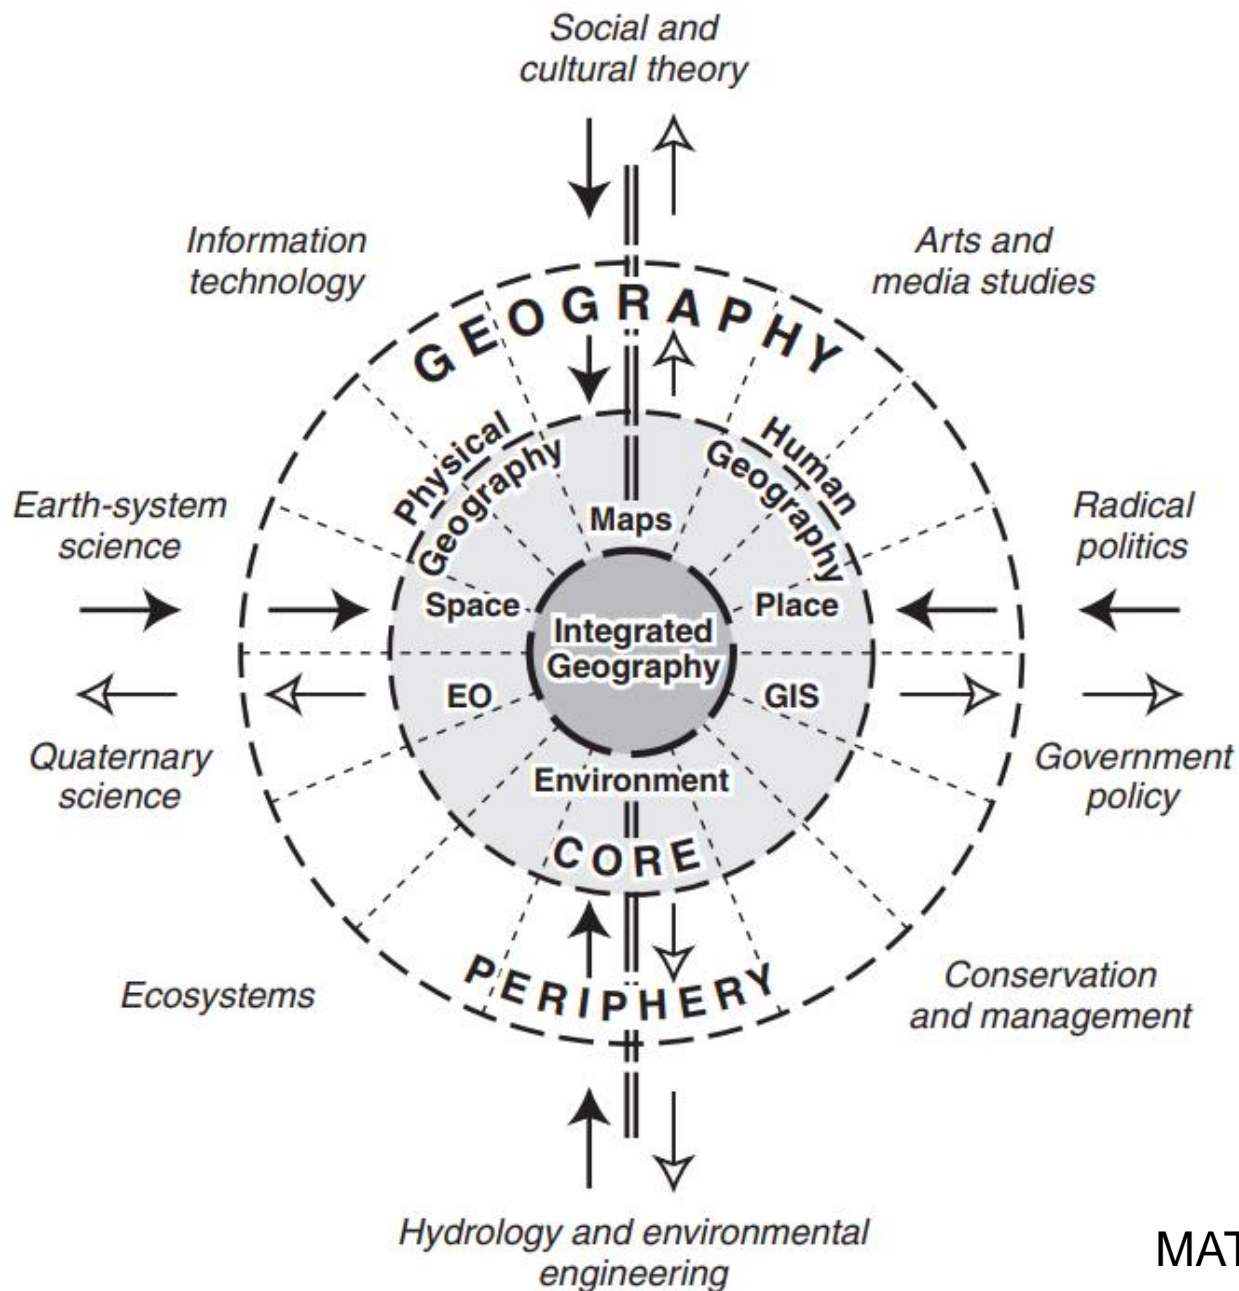 Social and
cultural theory
Information
technology
Arts and
media studies
GEOGRAPHY
Physical
Geography
Human
Geography
Maps
Earth-system
science
Radical
politics
Space
Place
Integrated
Geography
EO
GIS
Quaternary
science
Government
policy
Environment
CORE
PERIPHERY
Ecosystems
Conservation
and management
Hydrology and environmental
engineering
MAT